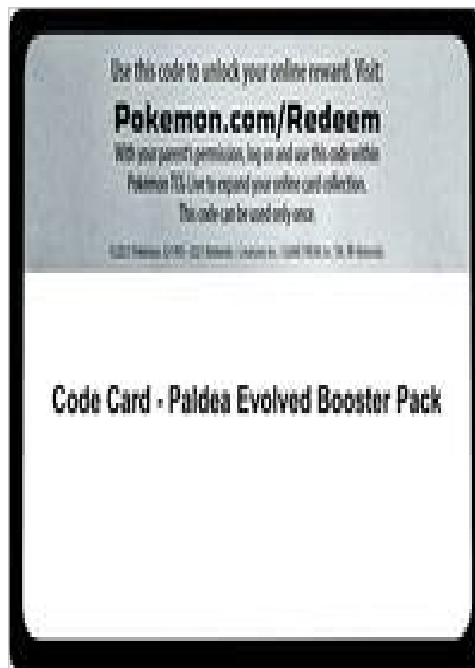 Use this code to unlock your online reward. Visit:
Pokemon.com/Redeem
With your parent's permission, log on and use this code within
Pokémon TCG Live to expand your online card collection.
This code can be used only once.
Code Card - Paldea Evolved Booster Pack